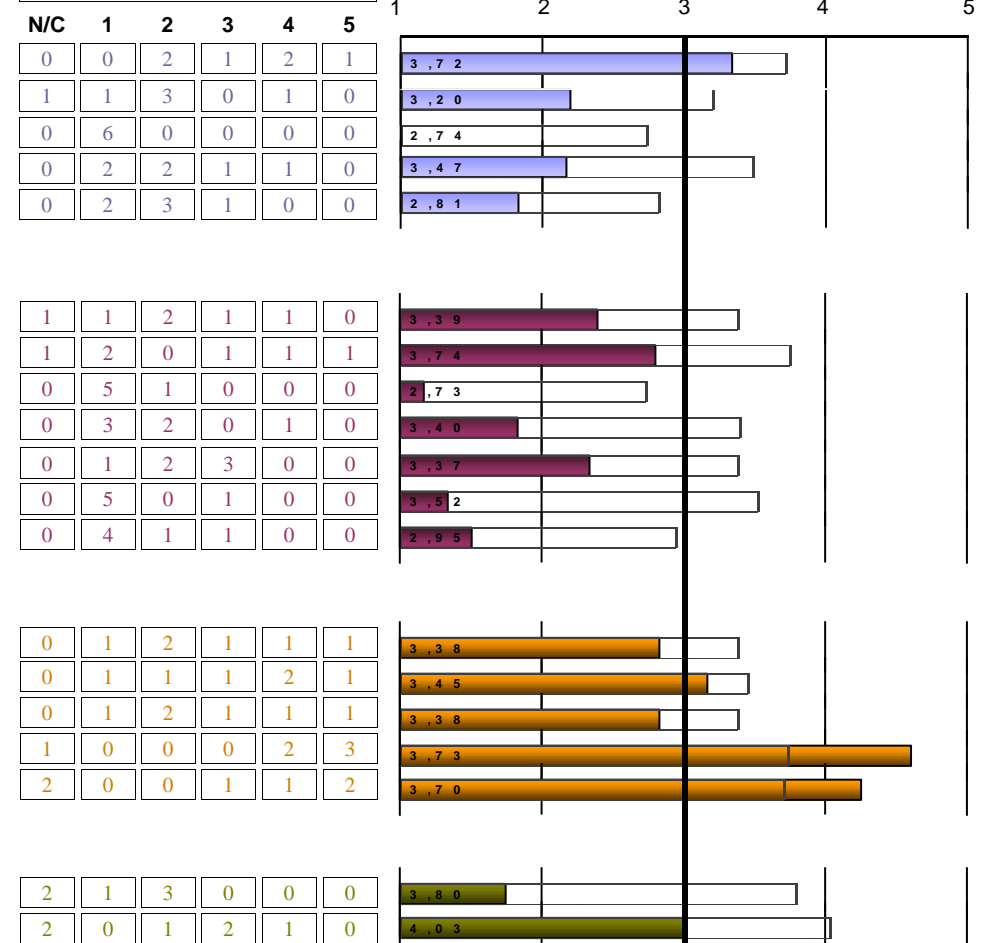 1 2 3 4 5
N/C 1 2 3 4 5
0 0 2 1 2 1 3,72
1 1 3 0 1 0 3,20
0 6 0 0 0 0 2,74
0 2 2 1 1 0 3,47
0 2 3 1 0 0 2,81
1 1 2 1 1 0 3,39
1 2 0 1 1 1 3,74
0 5 1 0 0 0 2,73
0 3 2 0 1 0 3,40
0 1 2 3 0 0 3,37
0 5 0 1 0 0 3,52
0 4 1 1 0 0 2,95
0 1 2 1 1 1 3,38
0 1 1 1 2 1 3,45
0 1 2 1 1 1 3,38
1 0 0 0 2 3 3,73
2 0 0 1 1 2 3,70
2 1 3 0 0 0 3,80
2 0 1 2 1 0 4,03